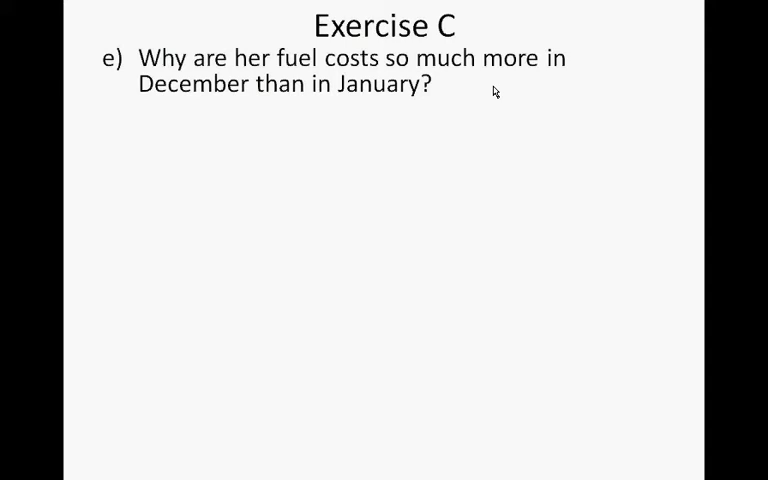 Exercise C
e) Why are her fuel costs so much more in
December than in January?